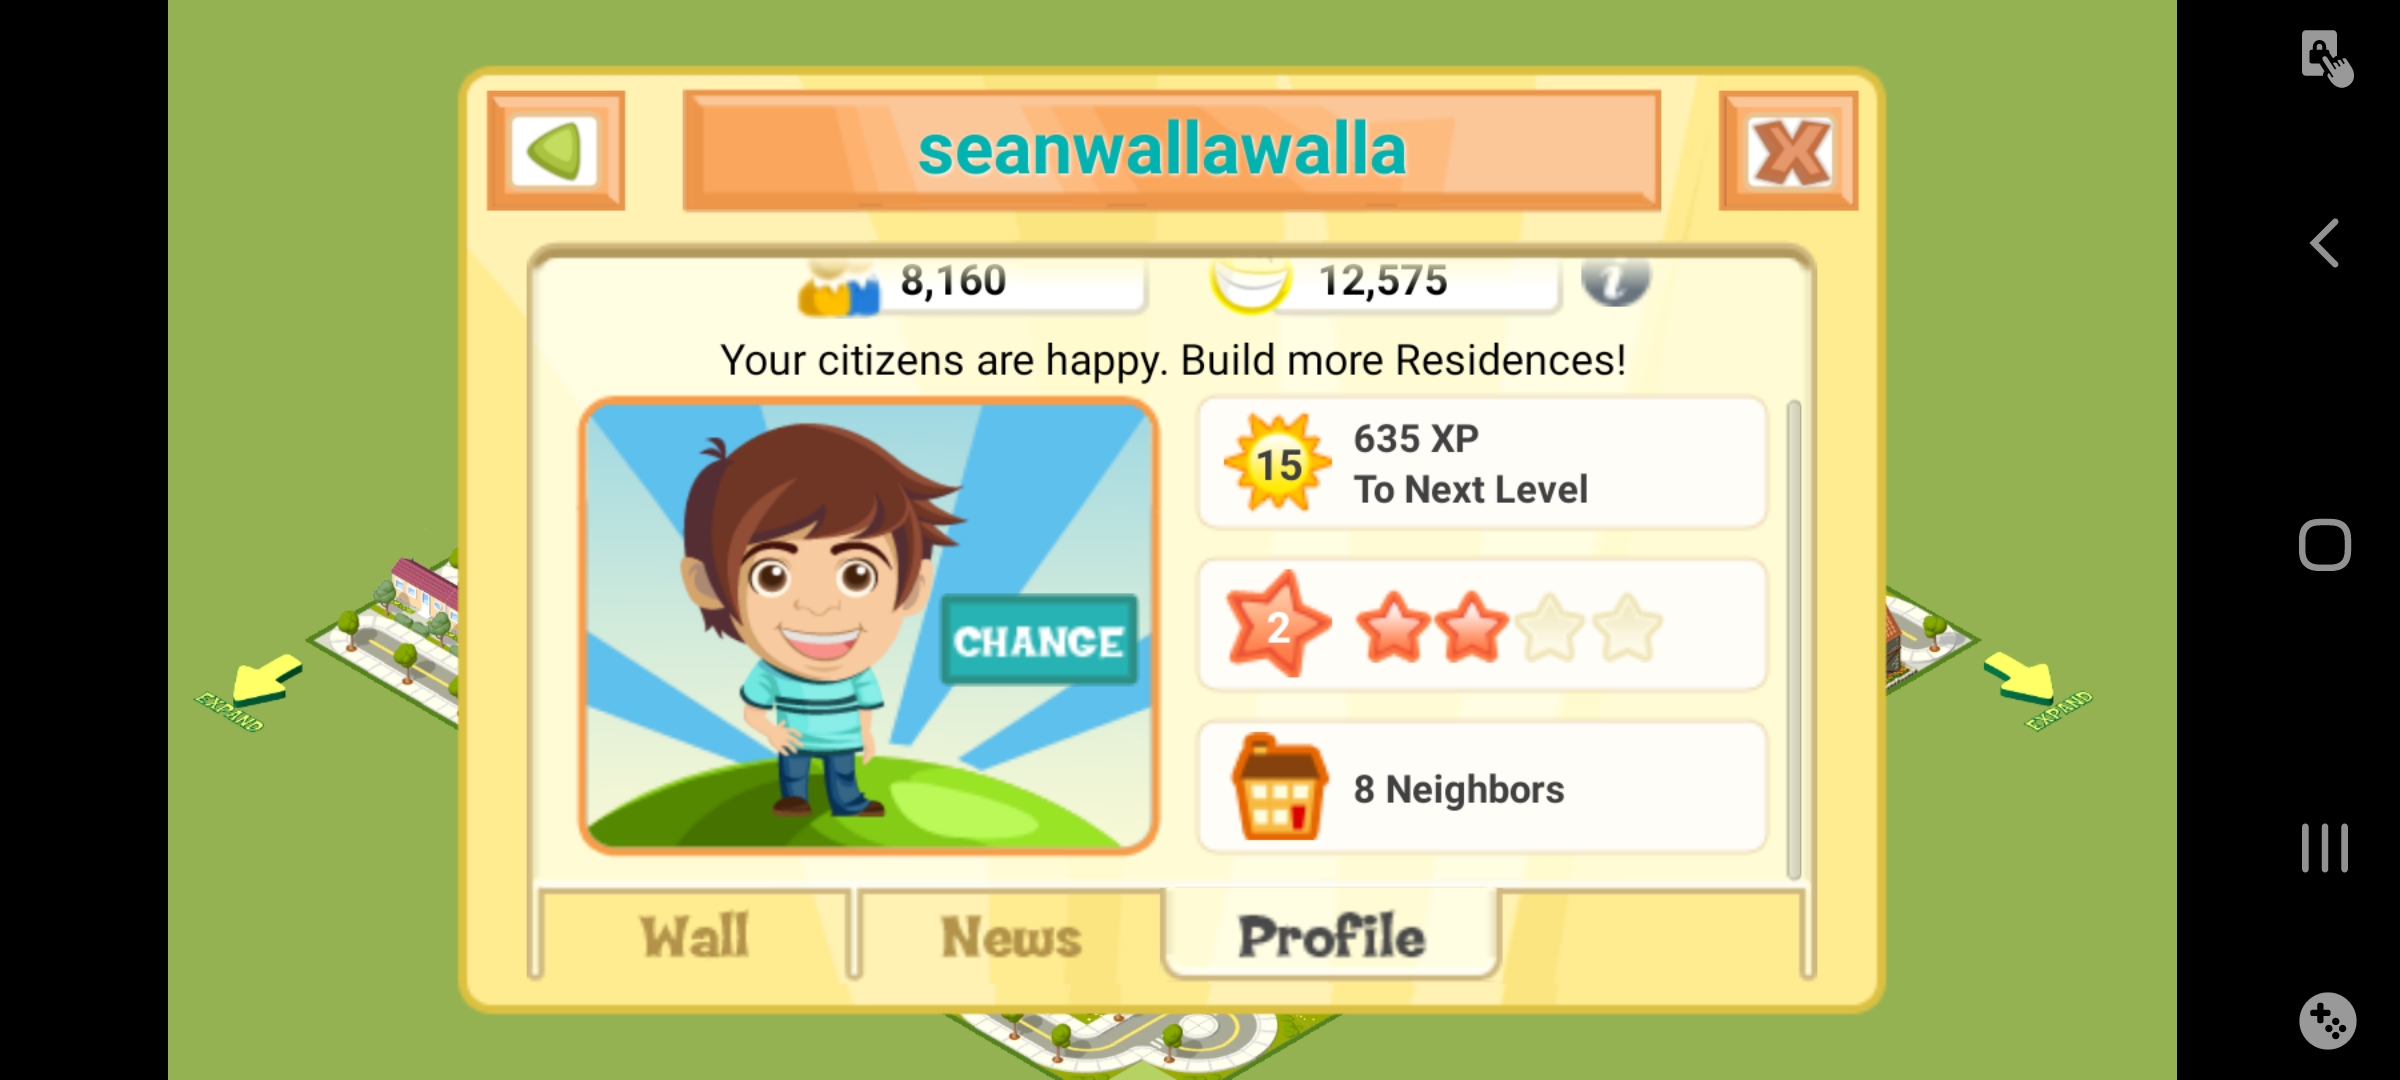 seanwallawalla
8,160
12,575
i
Your citizens are happy. Build more Residences!
15
635 XP
To Next Level
2
CHANGE
8 Neighbors
EXPAND
EXPAND
Wall
News
Profile